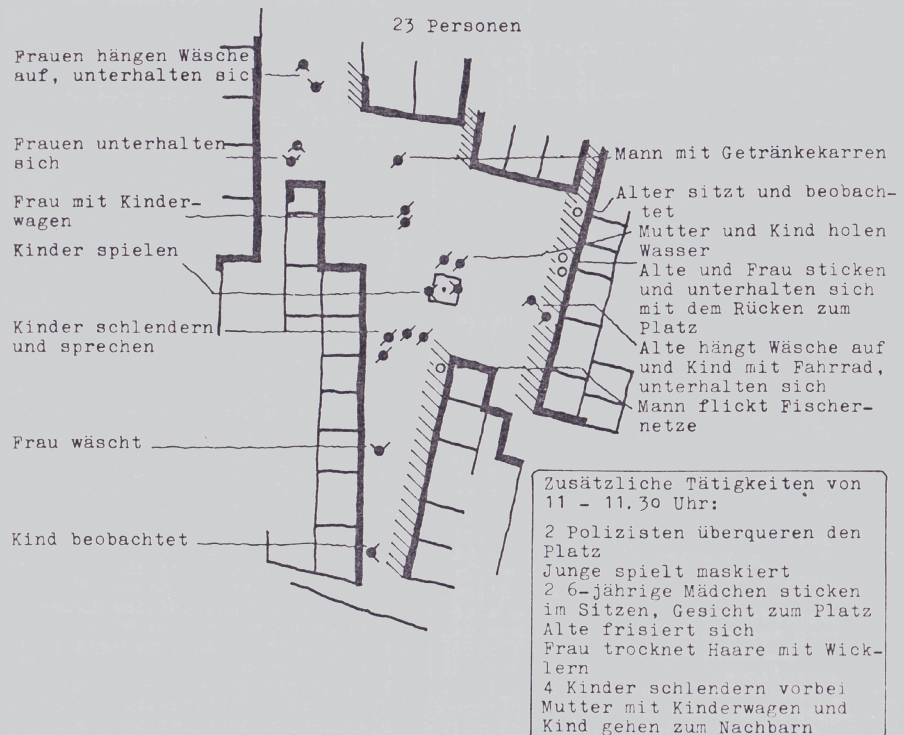 23 Personen
Frauen hängen Wäsche
auf, unterhalten sic
Frauen unterhalten
sich
Frau mit Kinder-
wagen
Kinder spielen
Kinder schlendern
und sprechen
Frau wäscht
Kind beobachtet
Mann mit Getränkekarren
Alter sitzt und beobach-
tet
Mutter und Kind holen
Wasser
Alte und Frau sticken
und unterhalten sich
mit dem Rücken zum
Platz
Alte hängt Wäsche auf
und Kind mit Fahrrad,
unterhalten sich
Mann flickt Fischer-
netze
Zusätzliche Tätigkeiten von
11 - 11.30 Uhr:
2 Polizisten überqueren den
Platz
Junge spielt maskiert
2 6-jährige Mädchen sticken
im Sitzen, Gesicht zum Platz
Alte frisiert sich
Frau trocknet Haare mit Wick-
lern
4 Kinder schlendern vorbei
Mutter mit Kinderwagen und
Kind gehen zum Nachbarn